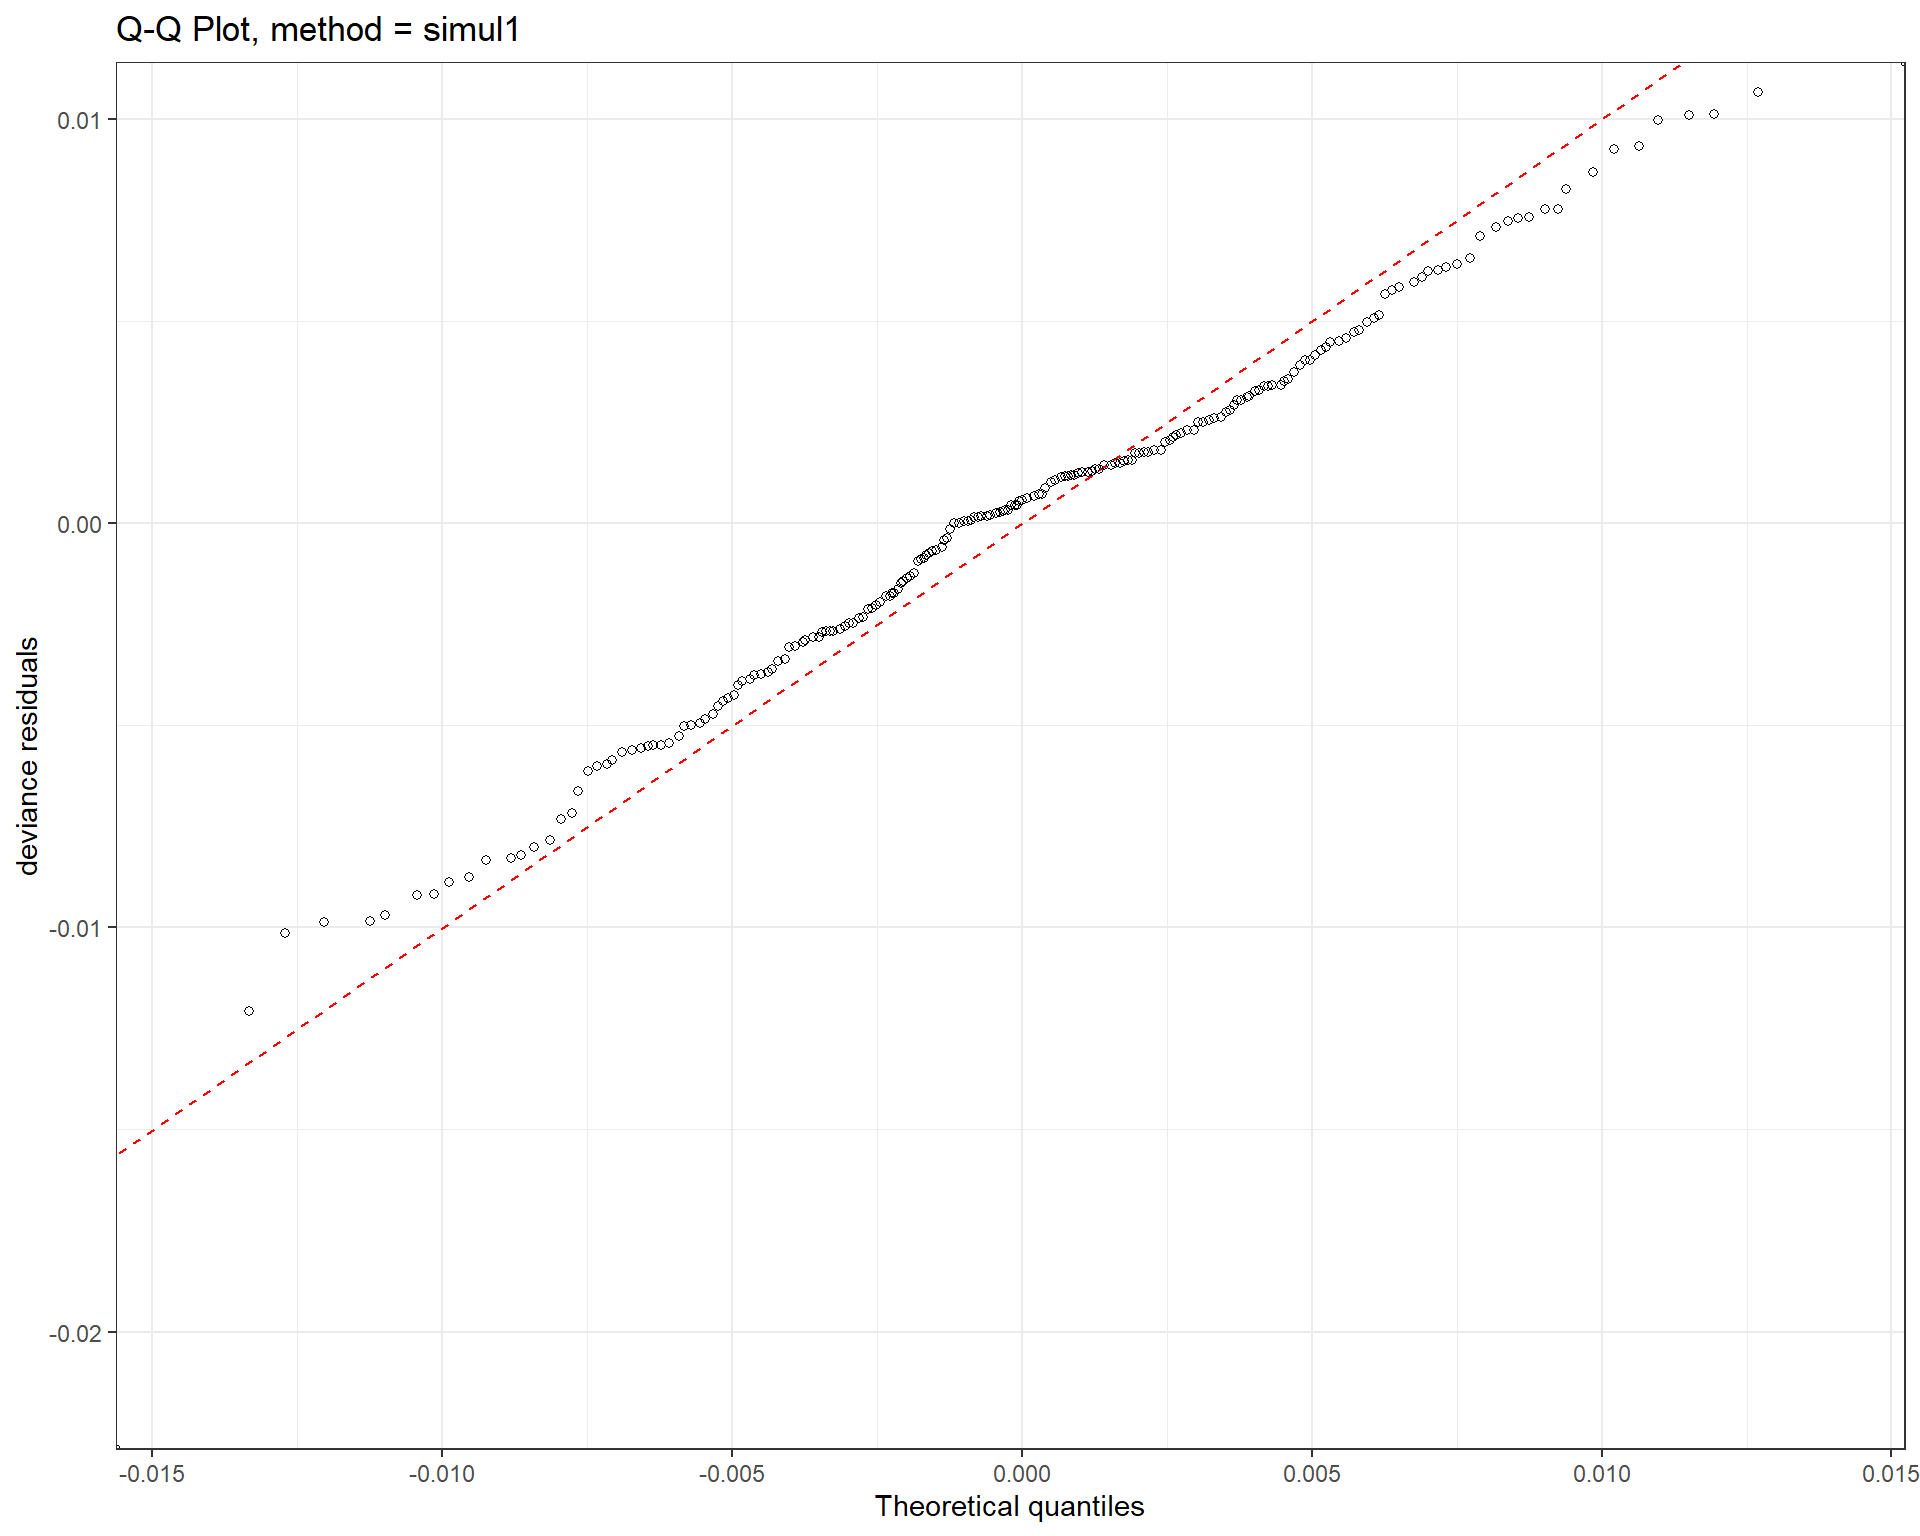 Q-Q Plot, method = simul1
0.01
0.00
-0.01
-0.02
deviance residuals
-0.015 -0.010 -0.005 0.000 0.005 0.010 0.015
Theoretical quantiles